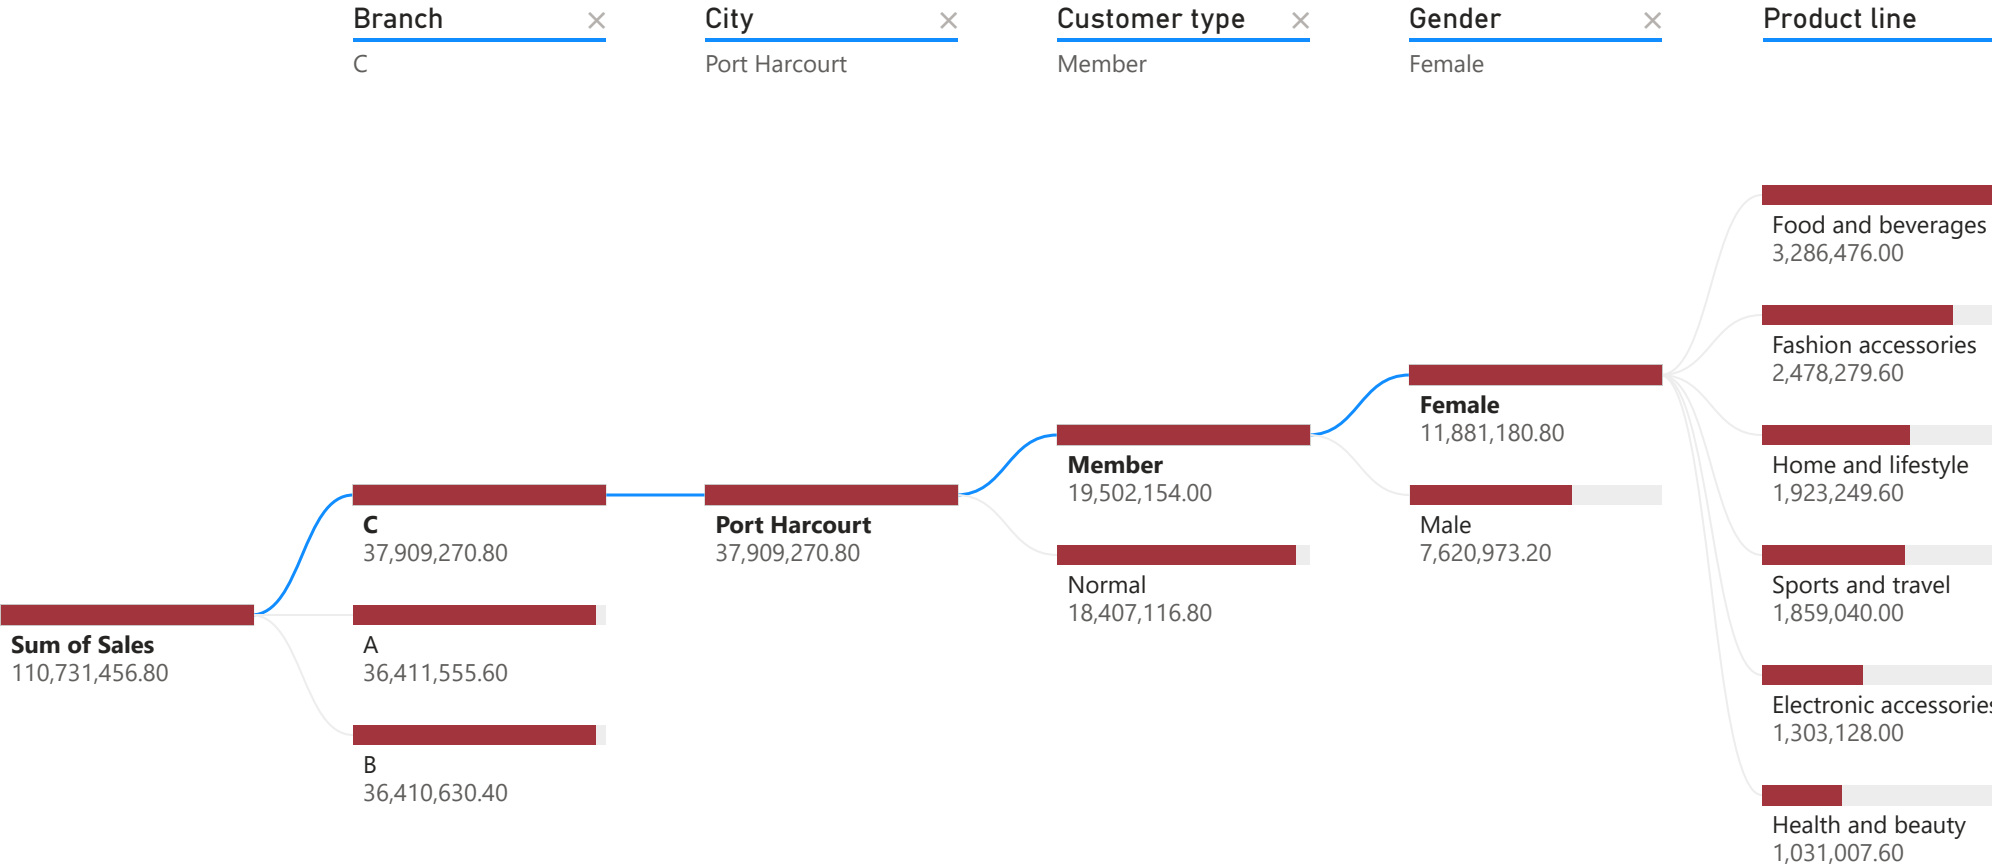 Branch
City
Customer type
Gender
Product line
C
Port Harcourt
Member
Female
Sum of Sales
110,731,456.80
C
37,909,270.80
A
36,411,555.60
B
36,410,630.40
Port Harcourt
37,909,270.80
Member
19,502,154.00
Normal
18,407,116.80
Female
11,881,180.80
Male
7,620,973.20
Food and beverages
3,286,476.00
Fashion accessories
2,478,279.60
Home and lifestyle
1,923,249.60
Sports and travel
1,859,040.00
Electronic accessories
1,303,128.00
Health and beauty
1,031,007.60